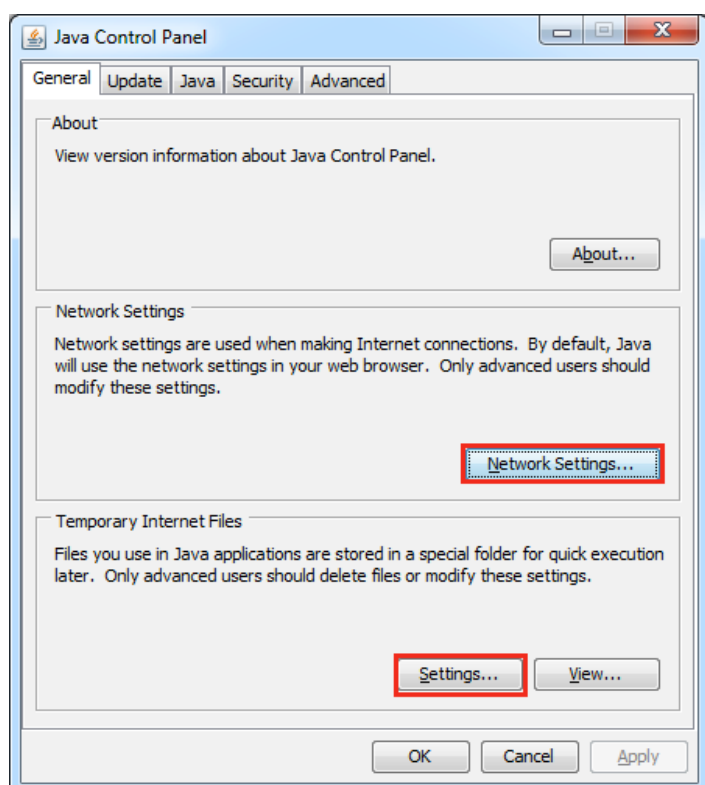 Java Control Panel
General Update Java Security Advanced
About
View version information about Java Control Panel.
About...
Network Settings
Network settings are used when making Internet connections.  By default, Java
will use the network settings in your web browser.  Only advanced users should
modify these settings.
Network Settings...
Temporary Internet Files
Files you use in Java applications are stored in a special folder for quick execution
later.  Only advanced users should delete files or modify these settings.
Settings... View...
OK Cancel Apply